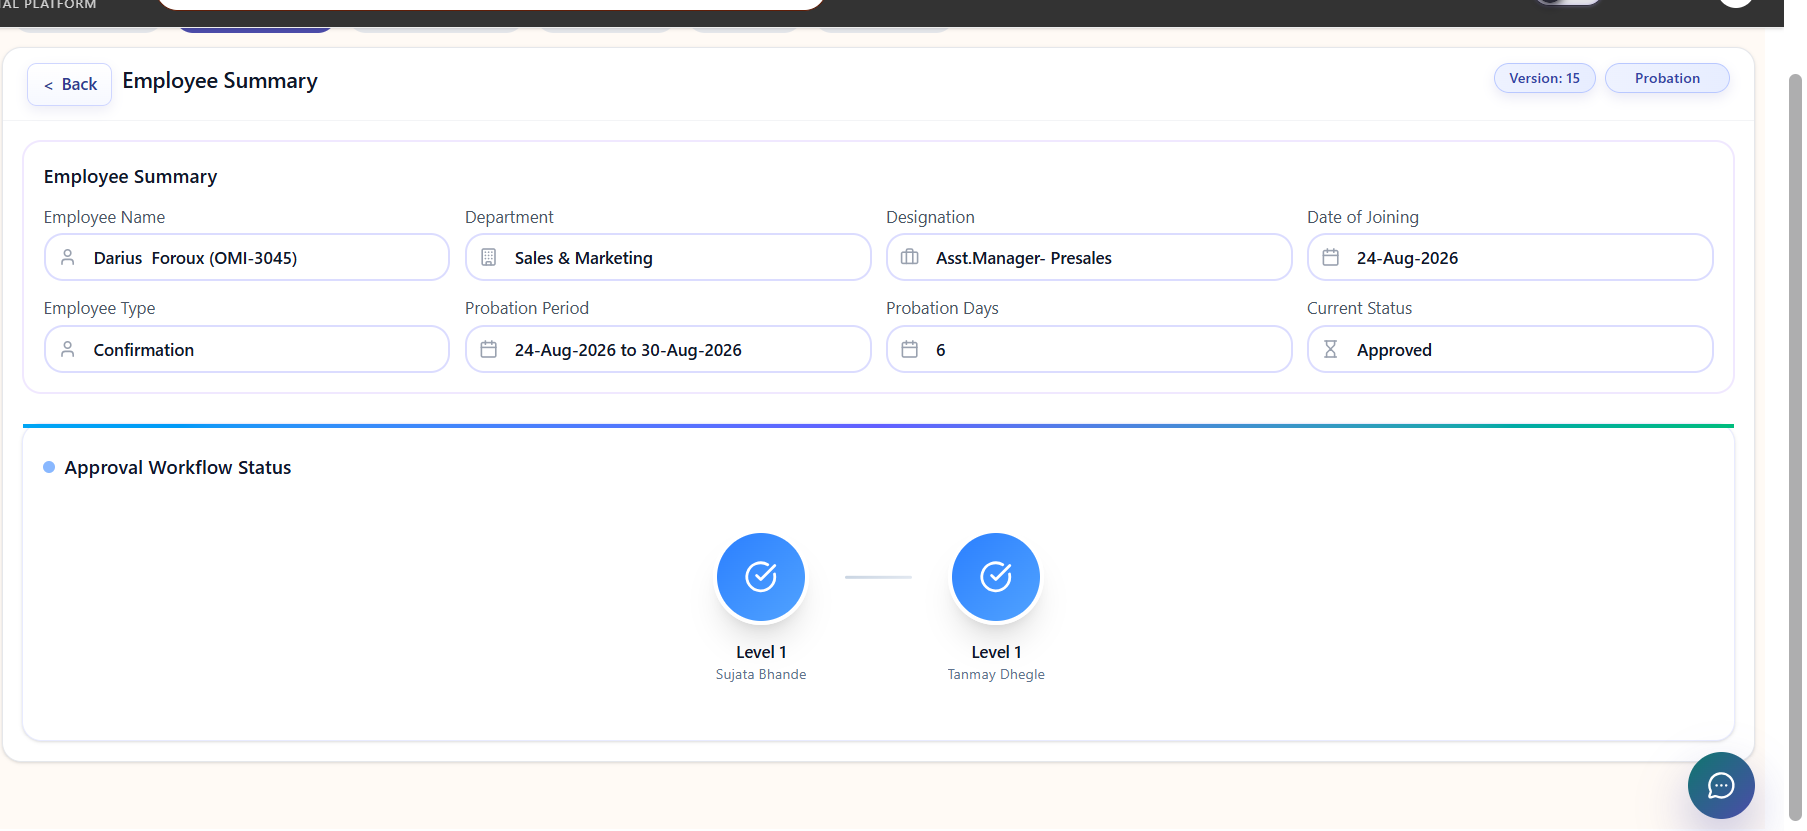 AL PLATFORM
< Back
Employee Summary
Version: 15
Probation
Employee Summary
Employee Name
Department
Designation
Date of Joining
Darius  Foroux (OMI-3045)
Sales & Marketing
Asst.Manager- Presales
24-Aug-2026
Employee Type
Probation Period
Probation Days
Current Status
Confirmation
24-Aug-2026 to 30-Aug-2026
6
Approved
Approval Workflow Status
Level 1
Level 1
Sujata Bhande
Tanmay Dhegle